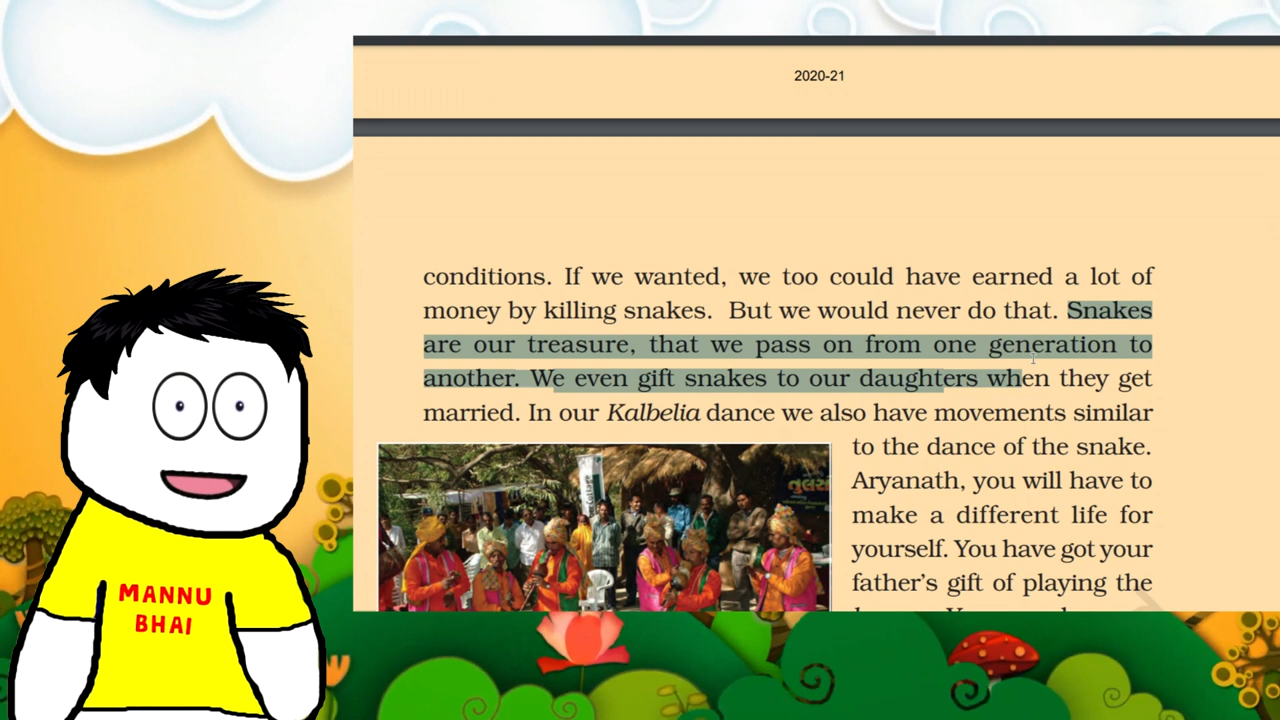 2020-21
conditions. If we wanted, we too could have earned a lot of
money by killing snakes. But we would never do that. Snakes
are our treasure, that we pass on from one generation to
another. We even gift snakes to our daughters when they get
married. In our Kalbelia dance we also have movements similar
to the dance of the snake.
Aryanath, you will have to
make a different life for
yourself. You have got your
father's gift of playing the
MANNU
BHAI